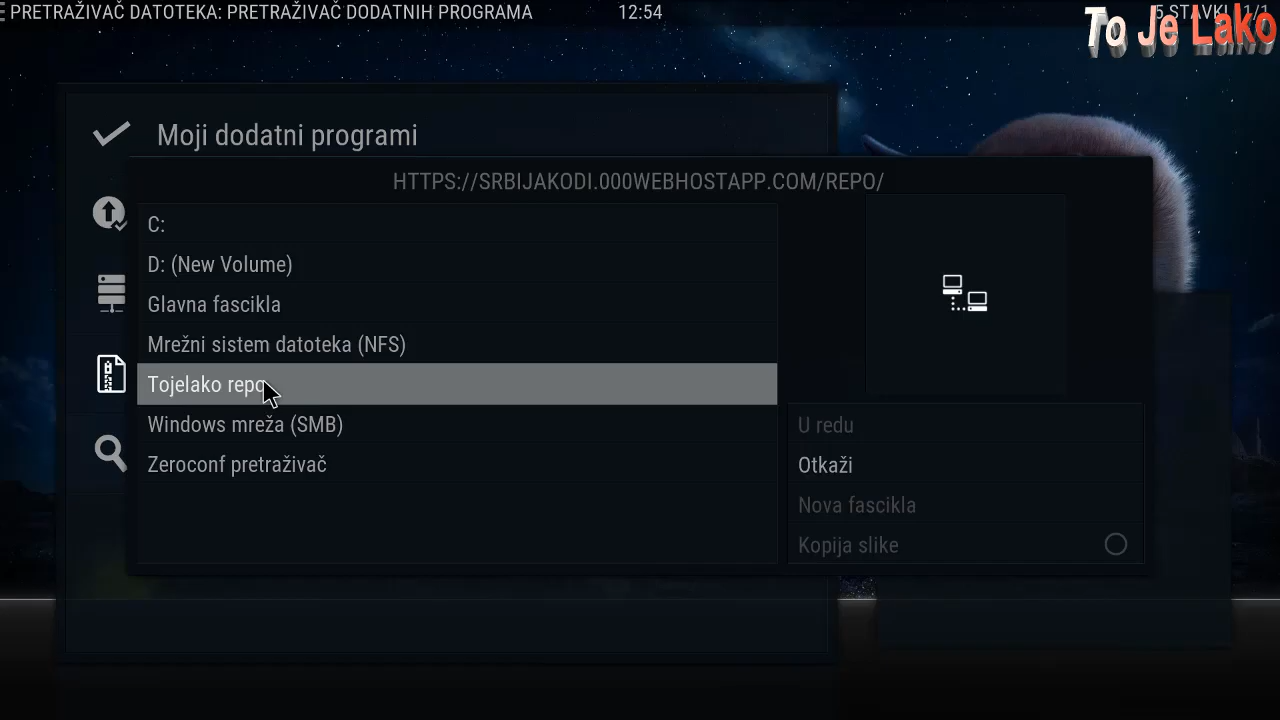 PRETRAŽIVAČ DATOTEKA: PRETRAŽIVAČ DODATNIH PROGRAMA
12:54
5 STAVKI 1/1
To Je Lako
Moji dodatni programi
HTTPS://SRBIJAKODI.000WEBHOSTAPP.COM/REPO/
C:
D: (New Volume)
Glavna fascikla
Mrežni sistem datoteka (NFS)
Tojelako repo
Windows mreža (SMB)
Zeroconf pretraživač
U redu
Otkaži
Nova fascikla
Kopija slike